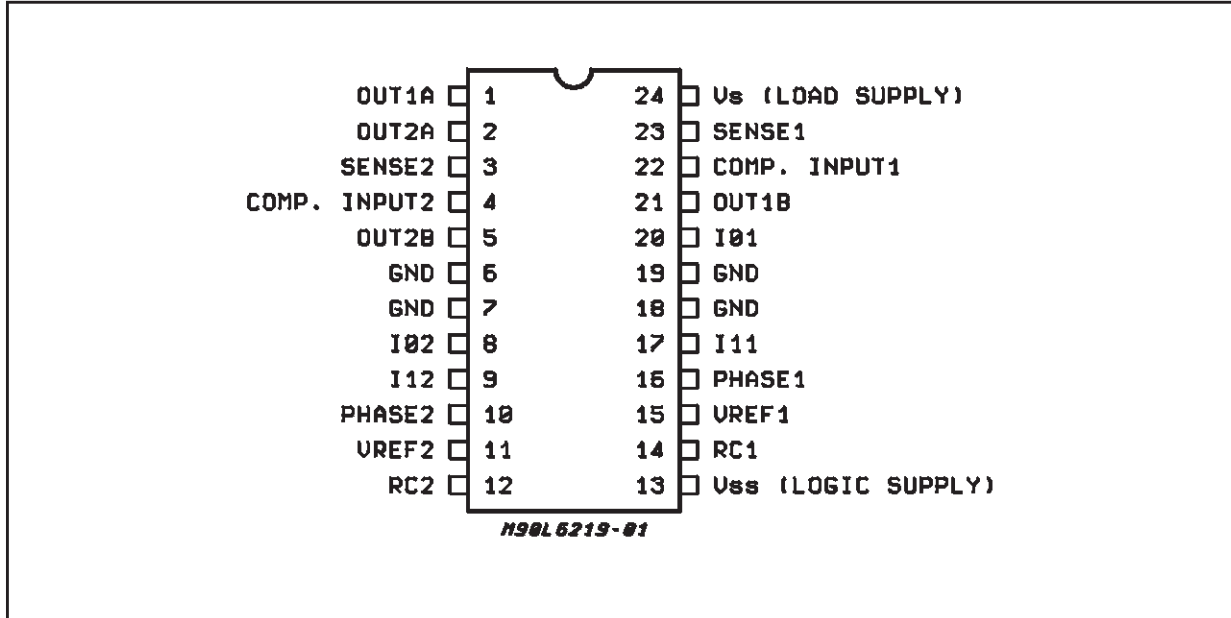 OUT1A 1 24 Vs (LOAD SUPPLY)
OUT2A 2 23 SENSE1
SENSE2 3 22 COMP. INPUT1
COMP. INPUT2 4 21 OUT1B
OUT2B 5 20 I01
GND 6 19 GND
GND 7 18 GND
I02 8 17 I11
I12 9 16 PHASE1
PHASE2 10 15 VREF1
VREF2 11 14 RC1
RC2 12 13 Vss (LOGIC SUPPLY)
M90L6219-01